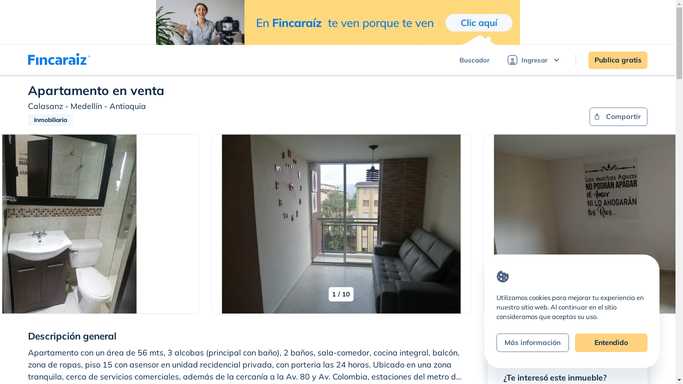 En Fincaraíz te ven porque te ven
Clic aquí
Fincaraiz
Buscador
Ingresar
Publica gratis
Apartamento en venta
Calasanz - Medellín - Antioquia
Inmobiliaria
Compartir
Las muchas Aguas
NO PODRÁN APAGAR
el Amor
NI LO AHOGARÁN
los Ríos...
1 / 10
Utilizamos cookies para mejorar tu experiencia en
nuestro sitio web. Al continuar en el sitio
consideramos que aceptas su uso.
Más información
Entendido
Descripción general
Apartamento con un área de 56 mts, 3 alcobas (principal con baño), 2 baños, sala-comedor, cocina integral, balcón,
zona de ropas, piso 15 con asensor en unidad recidencial privada, con porteria las 24 horas. Ubicado en una zona
tranquila, cerca de servicios comerciales, además de la cercanía a la Av. 80 y Av. Colombia, estaciones del metro d...
¿Te interesó este inmueble?